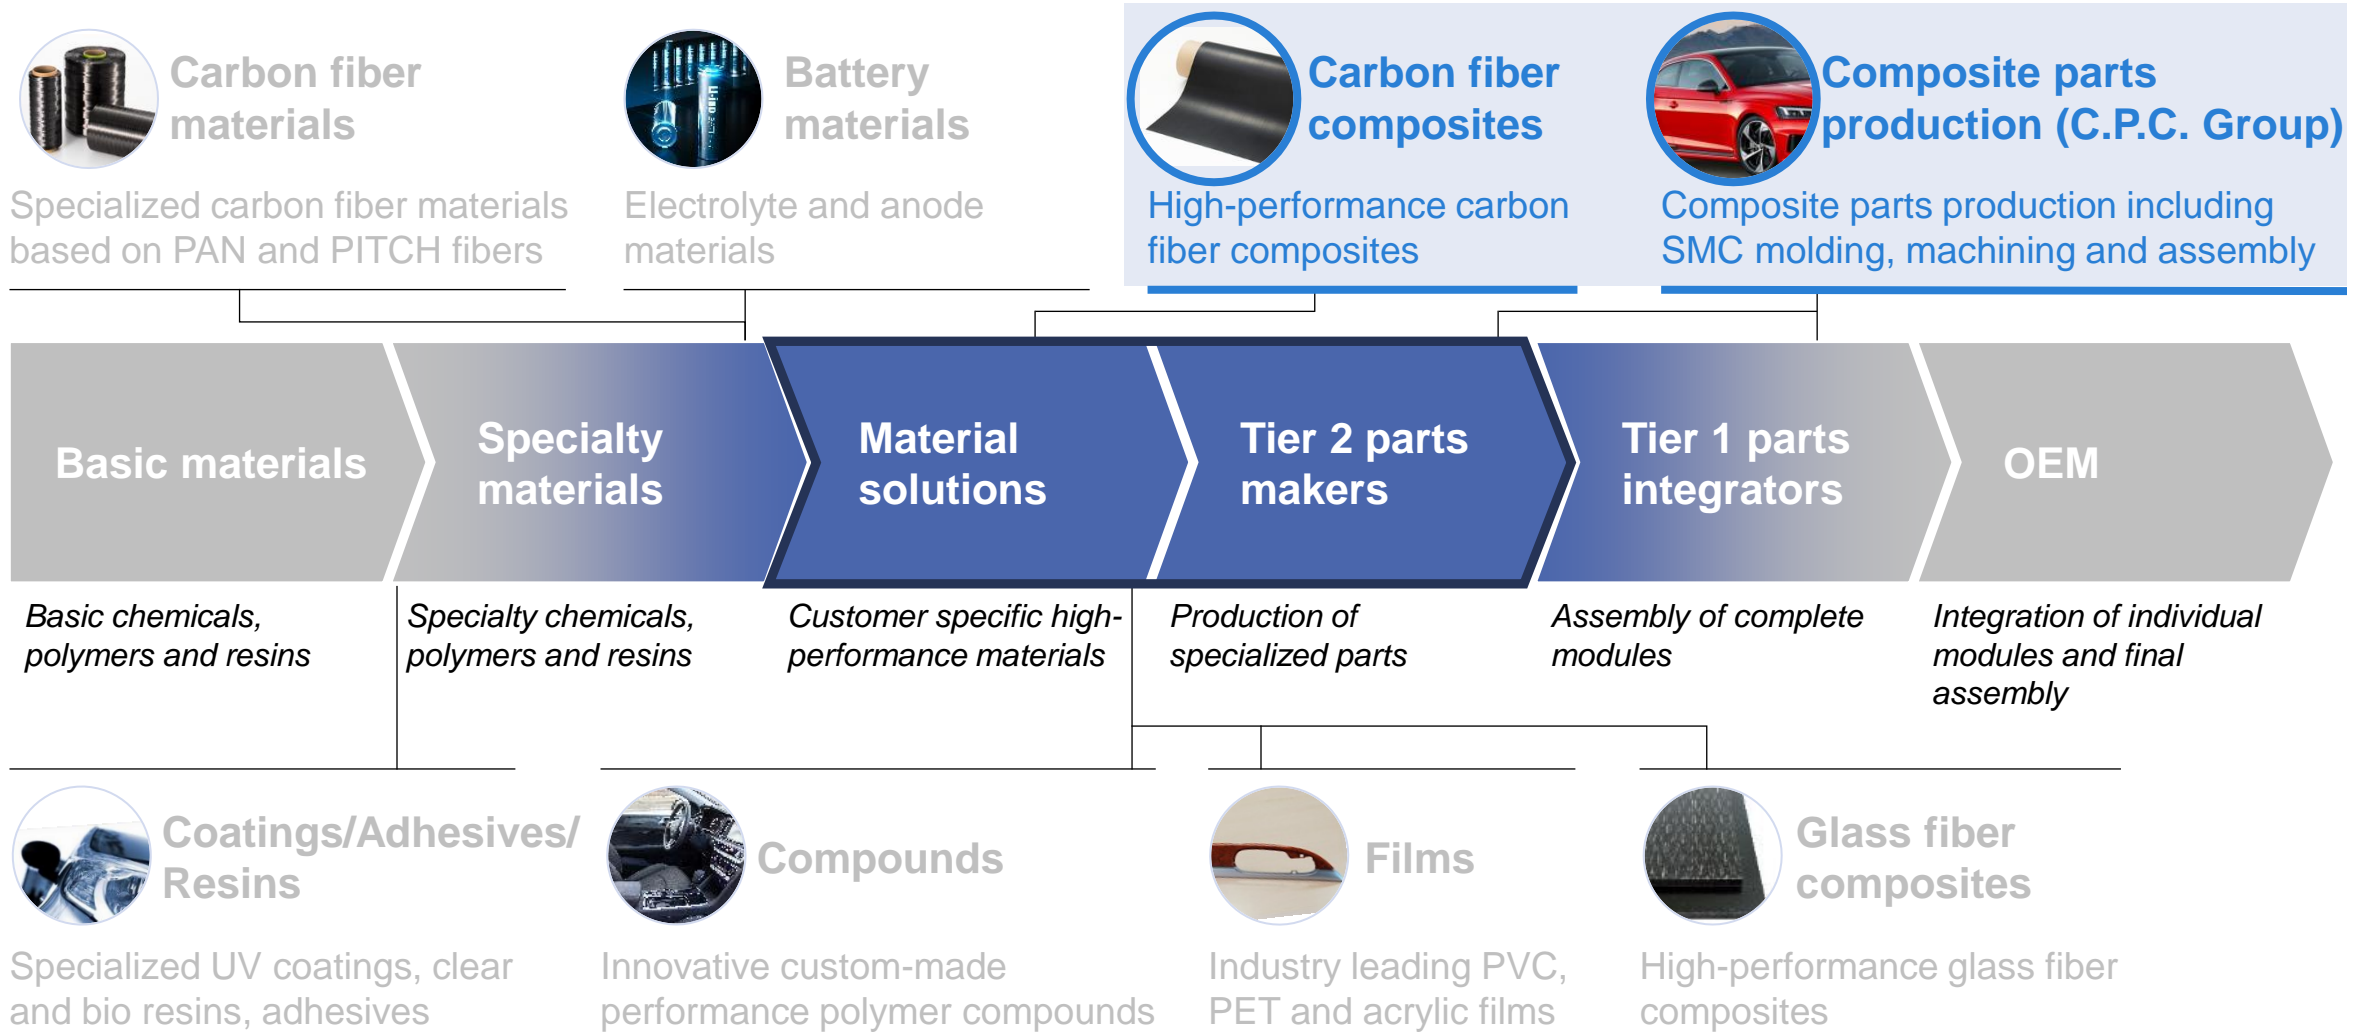 Carbon fiber
materials
Specialized carbon fiber materials
based on PAN and PITCH fibers
Battery
materials
Electrolyte and anode
materials
Carbon fiber
composites
High-performance carbon
fiber composites
Composite parts
production (C.P.C. Group)
Composite parts production including
SMC molding, machining and assembly
Basic materials
Specialty
materials
Material
solutions
Tier 2 parts
makers
Tier 1 parts
integrators
OEM
Basic chemicals,
polymers and resins
Specialty chemicals,
polymers and resins
Customer specific high-
performance materials
Production of
specialized parts
Assembly of complete
modules
Integration of individual
modules and final
assembly
Coatings/Adhesives/
Resins
Specialized UV coatings, clear
and bio resins, adhesives
Compounds
Innovative custom-made
performance polymer compounds
Films
Industry leading PVC,
PET and acrylic films
Glass fiber
composites
High-performance glass fiber
composites